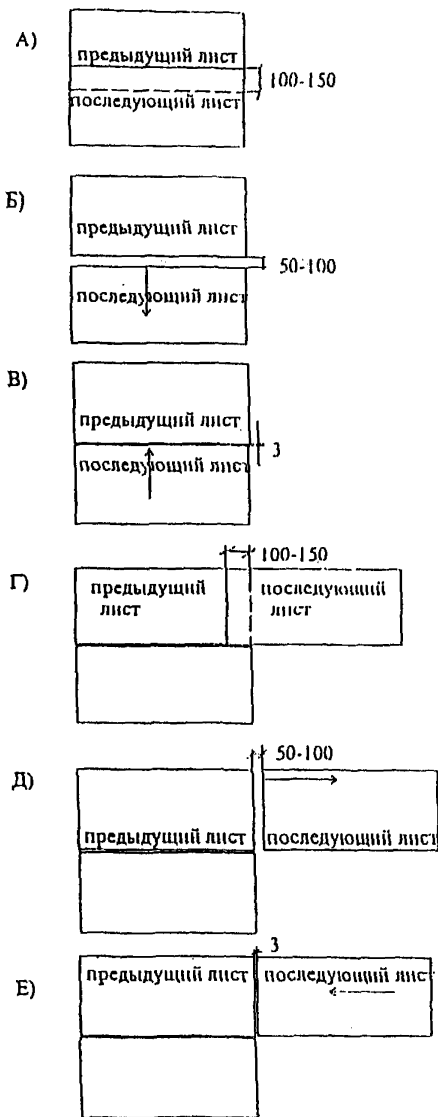 А)
предыдущий лист
100-150
последующий лист
Б)
предыдущий лист
50-100
последующий лист
В)
предыдущий лист
3
последующий лист
100-150
Г)
предыдущий последующий
лист лист
50-100
Д)
предыдущий лист последующий лист
3
предыдущий лист последующий лист
Е)